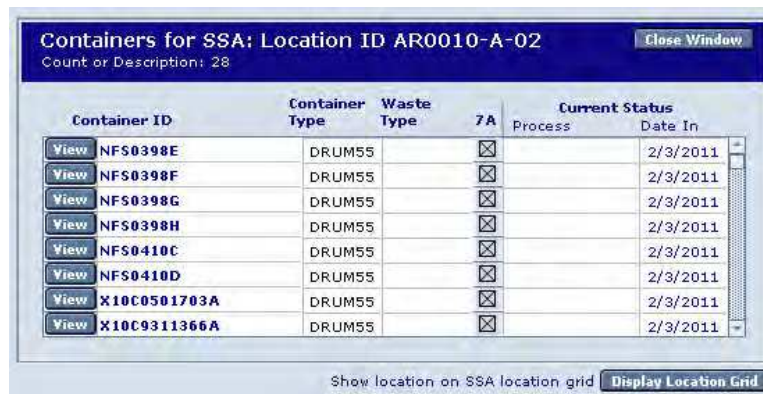 Containers for SSA: Location ID AR0010-A-02 Close Window
Count or Description: 28
Container ID Container Type Waste Type 7A Current Status
Process Date In
View NFS0398E DRUM55 2/3/2011
View NFS0398F DRUM55 2/3/2011
View NFS0398G DRUM55 2/3/2011
View NFS0398H DRUM55 2/3/2011
View NFS0410C DRUM55 2/3/2011
View NFS0410D DRUM55 2/3/2011
View X10C0501703A DRUM55 2/3/2011
View X10C9311366A DRUM55 2/3/2011
Show location on SSA location grid Display Location Grid